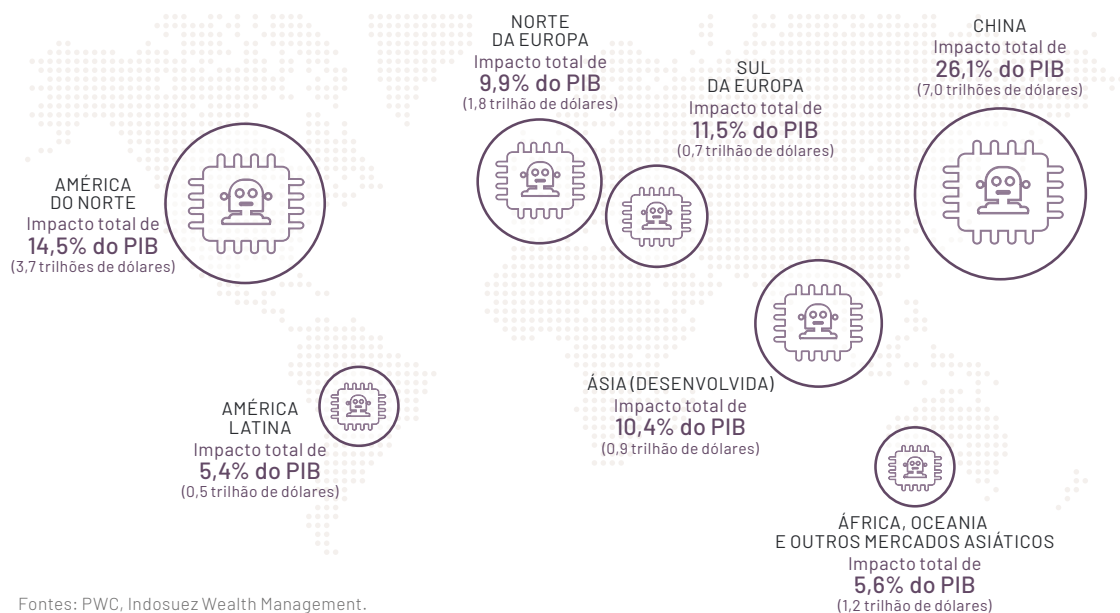 NORTE
DA EUROPA
Impacto total de
9,9% do PIB
(1,8 trilhão de dólares)
SUL
DA EUROPA
Impacto total de
11,5% do PIB
(0,7 trilhão de dólares)
CHINA
Impacto total de
26,1% do PIB
(7,0 trilhões de dólares)
AMÉRICA
DO NORTE
Impacto total de
14,5% do PIB
(3,7 trilhões de dólares)
ÁSIA (DESENVOLVIDA)
Impacto total de
10,4% do PIB
(0,9 trilhão de dólares)
AMÉRICA
LATINA
Impacto total de
5,4% do PIB
(0,5 trilhão de dólares)
ÁFRICA, OCEANIA
E OUTROS MERCADOS ASIÁTICOS
Impacto total de
5,6% do PIB
(1,2 trilhão de dólares)
Fontes: PWC, Indosuez Wealth Management.